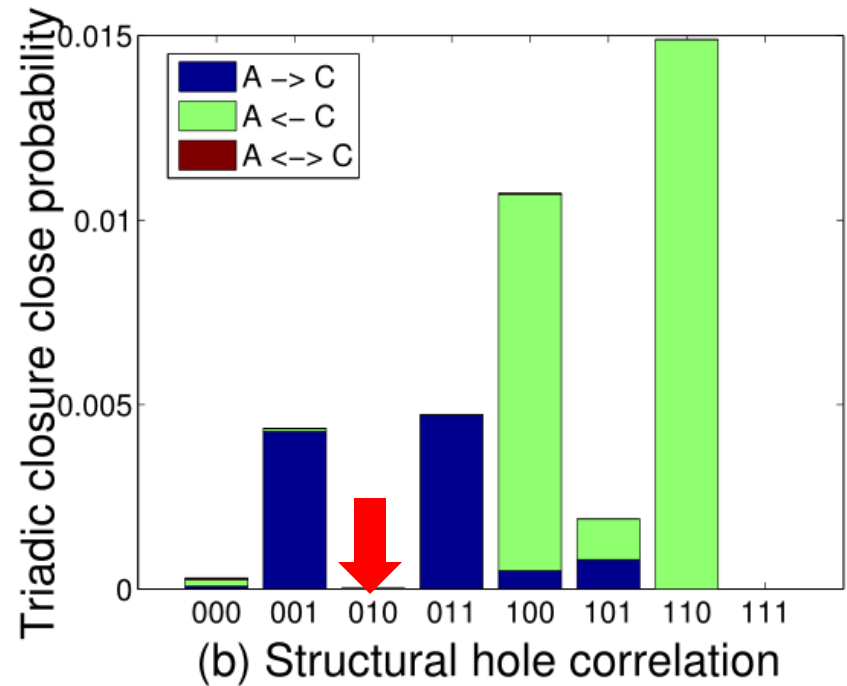 Triadic closure close probability
0.015
0.01
0.005
0
A -> C
A <- C
A <-> C
000 001 010 011 100 101 110 111
(b) Structural hole correlation